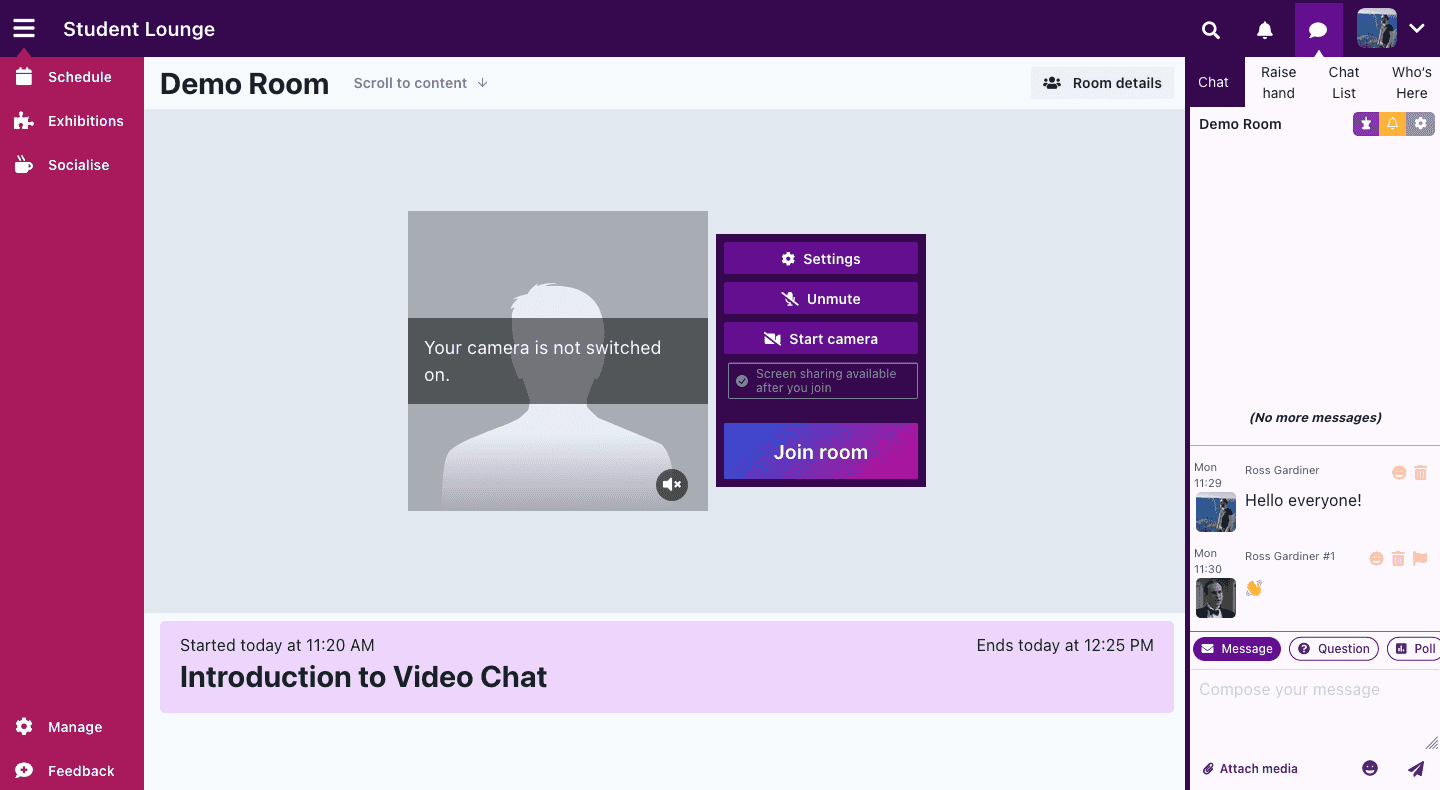 Student Lounge
Schedule
Exhibitions
Socialise
Manage
Feedback
Demo Room
Scroll to content
Room details
Your camera is not switched
on.
Settings
Unmute
Start camera
Screen sharing available
after you join
Join room
Started today at 11:20 AM
Ends today at 12:25 PM
Introduction to Video Chat
Chat
Raise
hand
Chat
List
Who's
Here
Demo Room
(No more messages)
Mon
11:29
Ross Gardiner
Hello everyone!
Mon
11:30
Ross Gardiner #1
Message
Question
Poll
Compose your message
Attach media